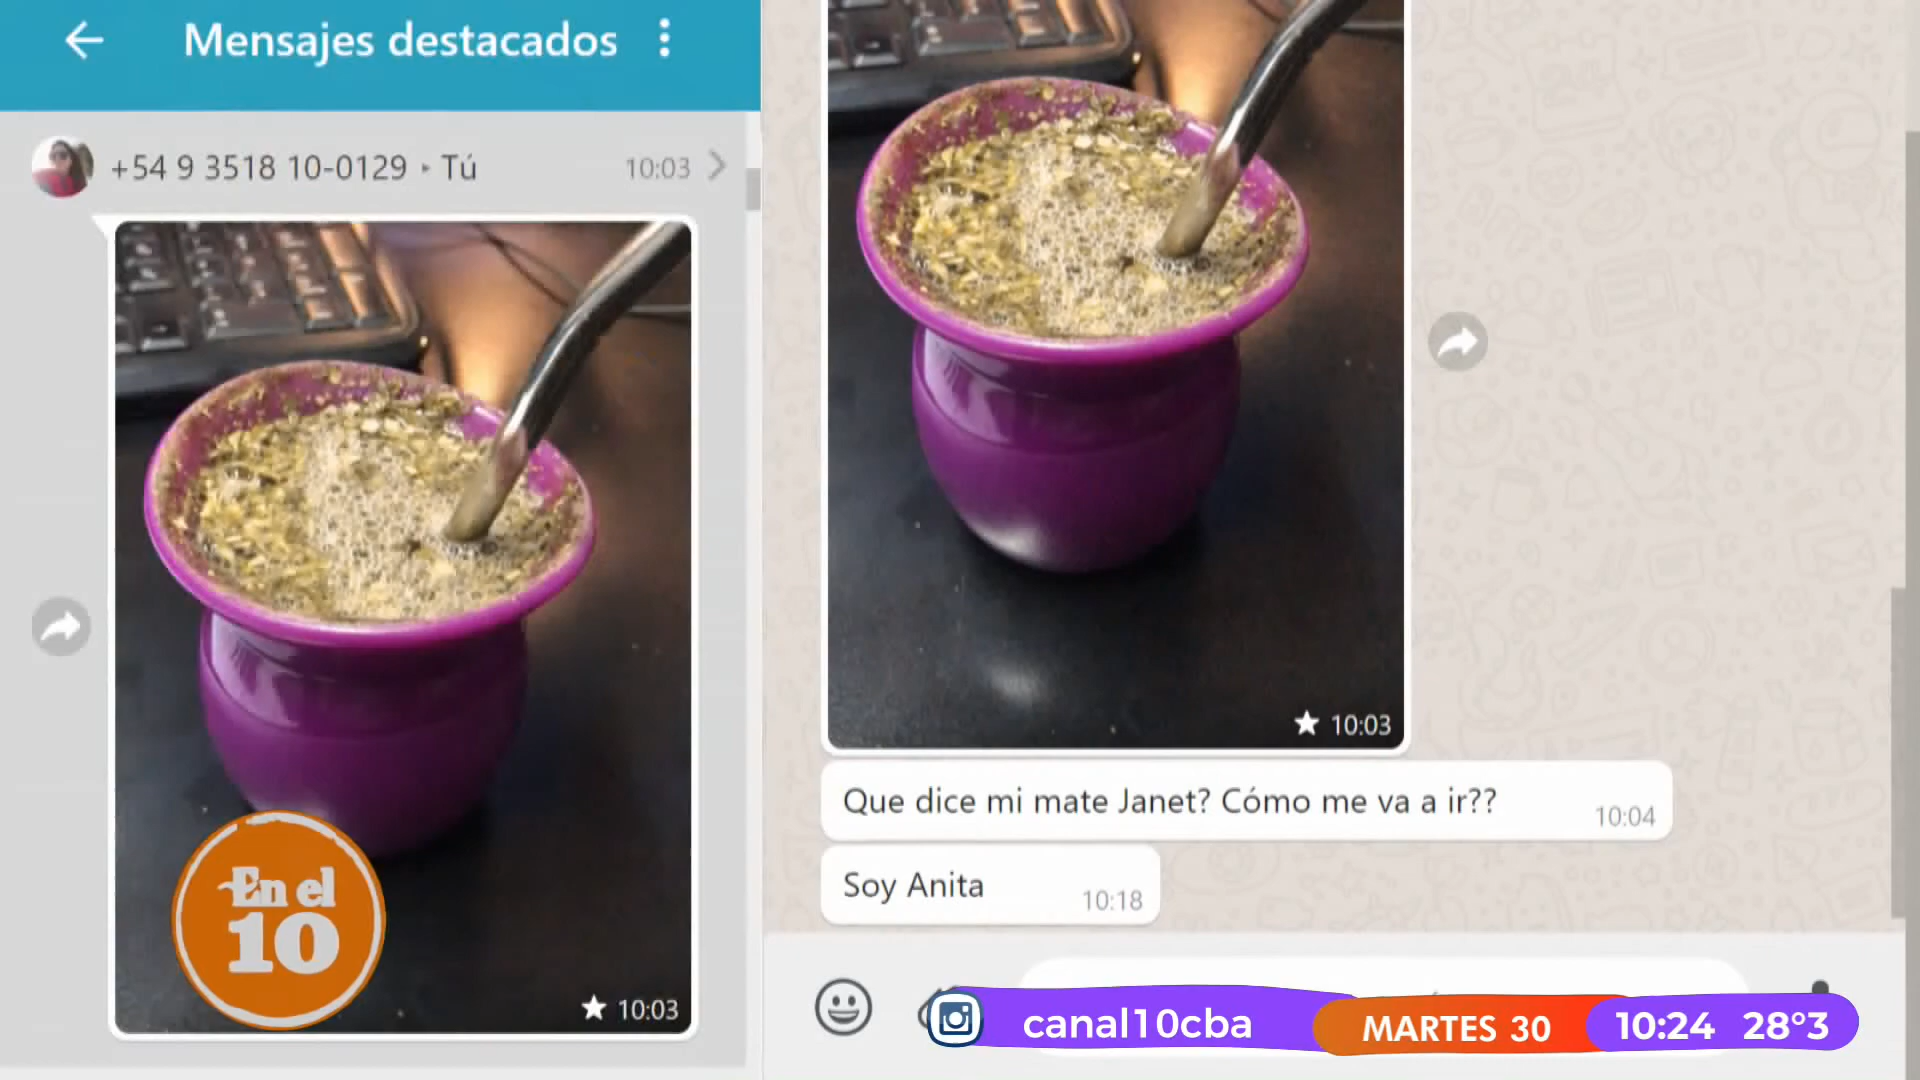 Mensajes destacados
+54 9 3518 10-0129 ▸ Tú
10:03
10:03
En el
10
10:03
Que dice mi mate Janet? Cómo me va a ir??
10:04
Soy Anita
10:18
canal10cba
MARTES 30
10:24 28°3